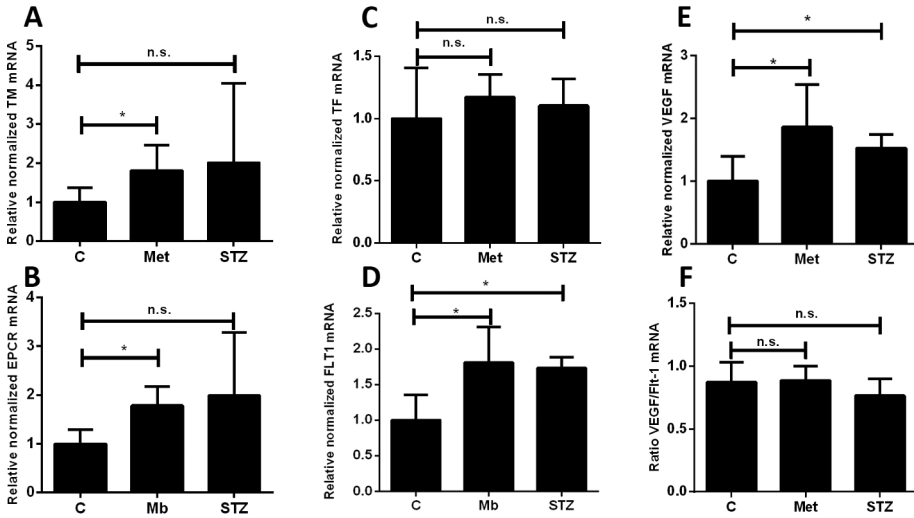 A
Relative normalized TM mRNA
5
4
3
2
1
0
n.s.
*
C Met STZ
B
Relative normalized EPCR mRNA
4
3
2
1
0
n.s.
*
C Mb STZ
C
Relative normalized TF mRNA
1.5
1.0
0.5
0.0
n.s.
n.s.
C Met STZ
D
Relative normalized FLT1 mRNA
2.5
2.0
1.5
1.0
0.5
0.0
*
*
C Mb STZ
E
Relative normalized VEGF mRNA
3
2
1
0
*
*
C Met STZ
F
Ratio VEGF/Flt-1 mRNA
1.5
1.0
0.5
0.0
n.s.
n.s.
C Met STZ